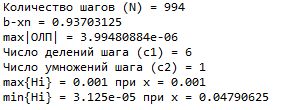 Количество шагов (N) = 994
b-xn = 0.93703125
max|ОЛП| = 3.99480884e-06
Число делений шага (c1) = 6
Число умножений шага (c2) = 1
max{Hi} = 0.001 при x = 0.001
min{Hi} = 3.125e-05 при x = 0.04790625